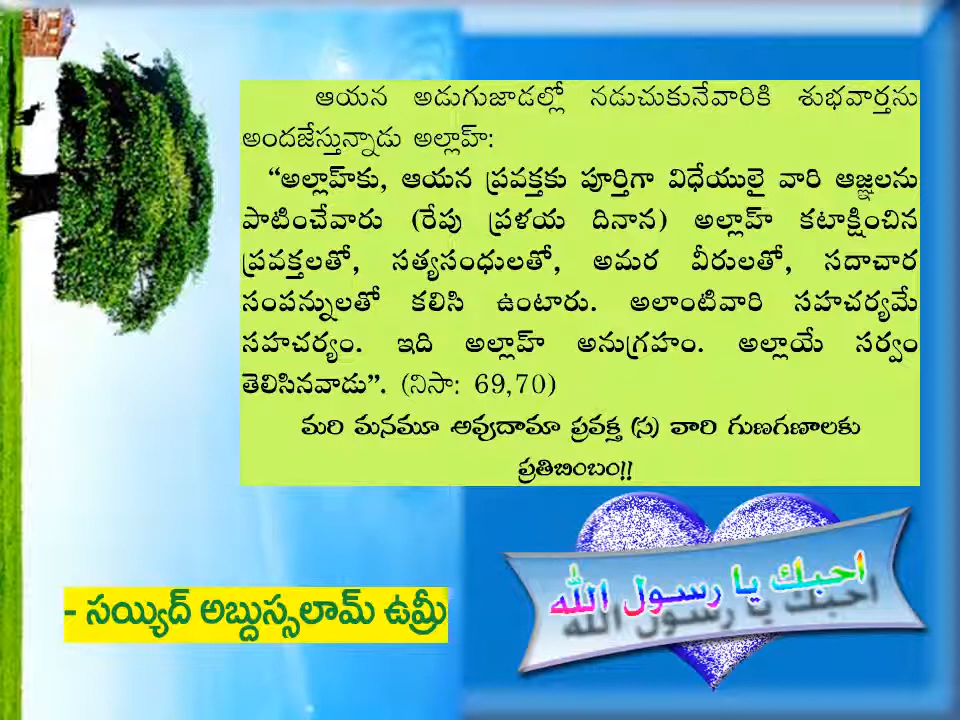 ఆయన అడుగుజాడల్లో నడుచుకునేవారికి శుభవార్తను
అందజేస్తున్నాడు అల్లాహ్:
“అల్లాహ్‌కు, ఆయన ప్రవక్తకు పూర్తిగా విధేయులై వారి ఆజ్ఞలను
పాటించేవారు (రేపు ప్రళయ దినాన) అల్లాహ్ కటాక్షించిన
ప్రవక్తలతో, సత్యసంధులతో, అమర వీరులతో, సదాచార
సంపన్నులతో కలిసి ఉంటారు. అలాంటివారి సహచర్యమే
సహచర్యం. ఇది అల్లాహ్ అనుగ్రహం. అల్లాయే సర్వం
తెలిసినవాడు”. (నిసా: 69,70)
మరి మనమూ అవుదామా ప్రవక్త (స) వారి గుణగణాలకు
ప్రతిబింబం!!
احبك يا رسول الله
- సయ్యిద్ అబ్దుస్సలామ్ ఉమ్రీ